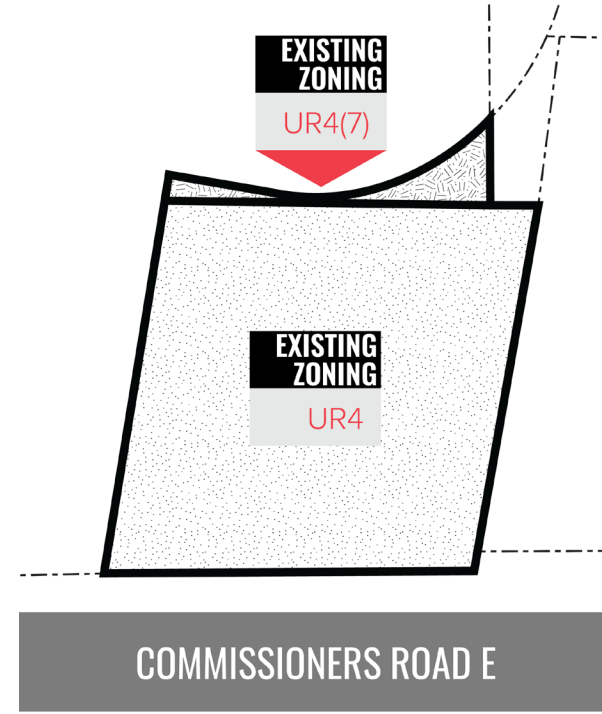 EXISTING
ZONING
UR4(7)
EXISTING
ZONING
UR4
COMMISSIONERS ROAD E